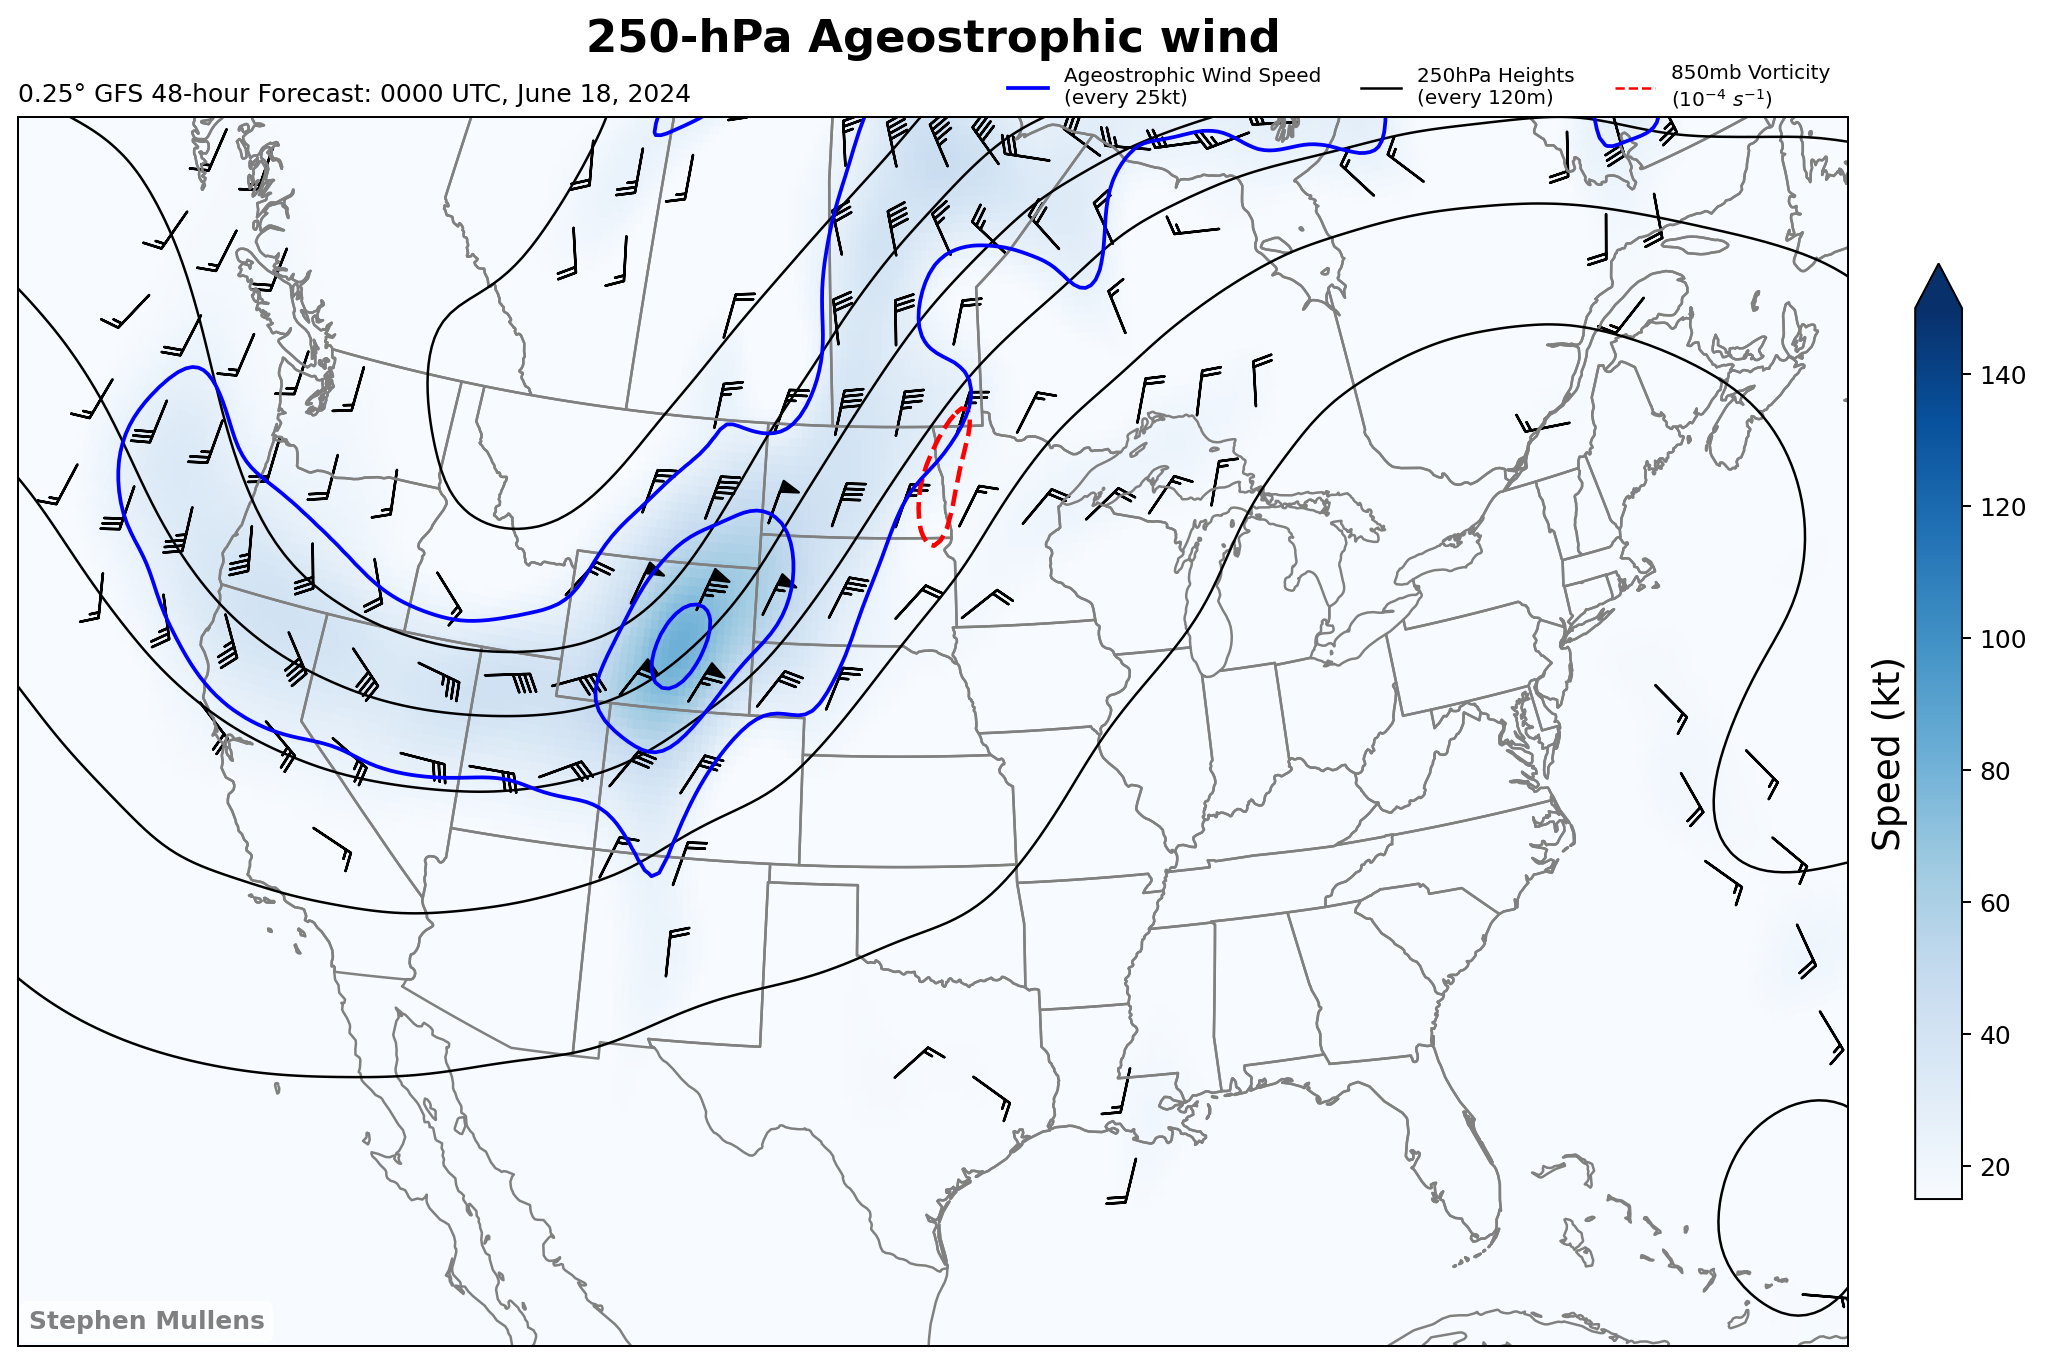 250-hPa Ageostrophic wind
0.25° GFS 48-hour Forecast: 0000 UTC, June 18, 2024
Ageostrophic Wind Speed
(every 25kt)
250hPa Heights
(every 120m)
850mb Vorticity
(10⁻⁴ s⁻¹)
140
120
100
80
60
40
20
Speed (kt)
Stephen Mullens